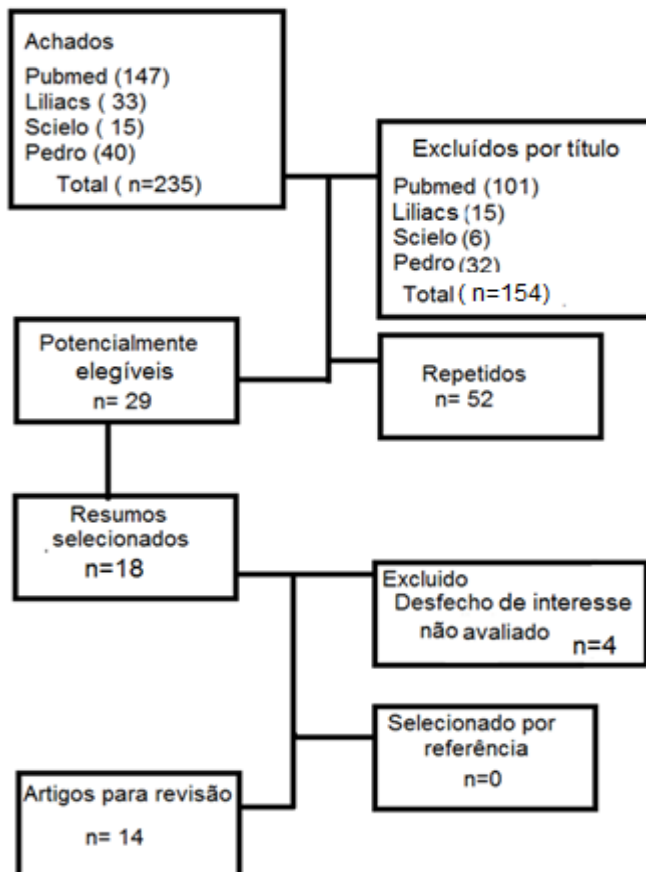 Achados
Pubmed (147)
Liliacs ( 33)
Scielo ( 15)
Pedro (40)
Total ( n=235)
Excluídos por título
Pubmed (101)
Liliacs (15)
Scielo (6)
Pedro (32)
Total ( n=154)
Potencialmente
elegíveis
n= 29
Repetidos
n= 52
Resumos
selecionados
n=18
Excluido
Desfecho de interesse
não avaliado n=4
Selecionado por
referência
n=0
Artigos para revisão
n= 14